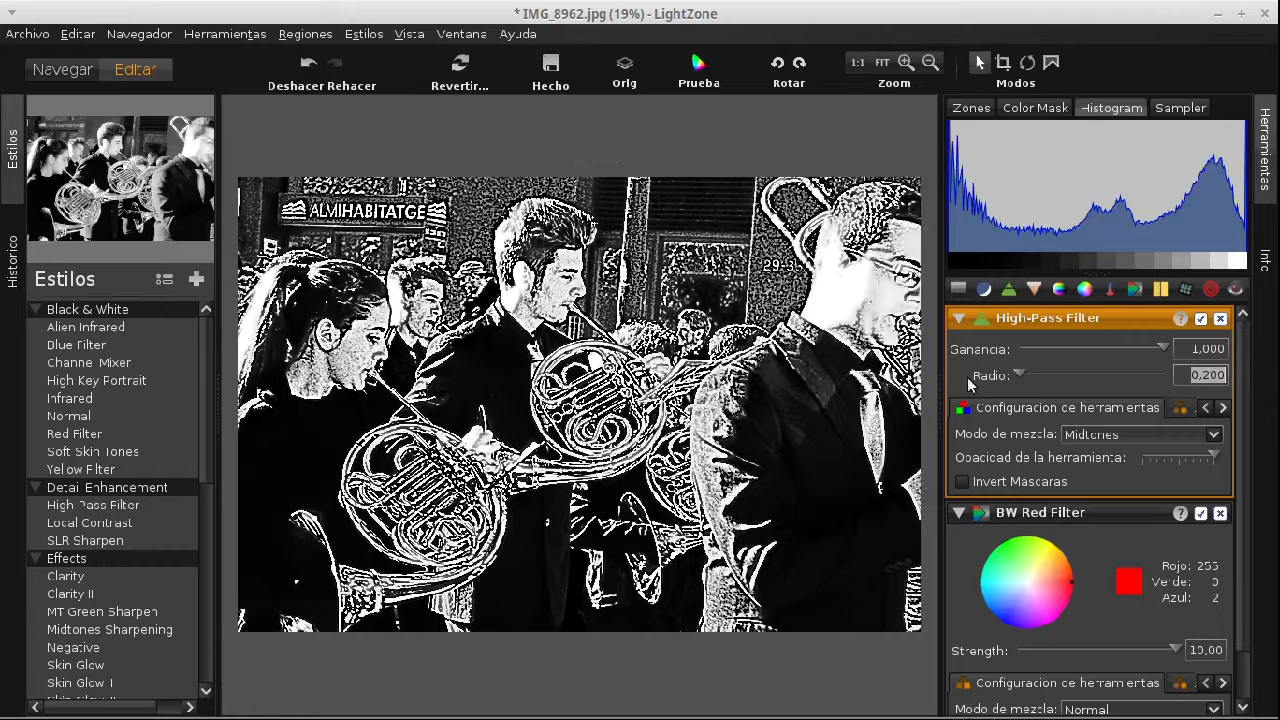 * IMG_8962.jpg (19%) - LightZone
Archivo Editar Navegador Herramientas Regiones Estilos Vista Ventana Ayuda
Navegar Editar
Deshacer Rehacer Revertir... Hecho Orig Prueba Rotar 1:1 FIT Zoom Modos
Estilos
Historico
Estilos
Black & White
Alien Infrared
Blue Filter
Channel Mixer
High Key Portrait
Infrared
Normal
Red Filter
Soft Skin Tones
Yellow Filter
Detail Enhancement
High-Pass Filter
Local Contrast
SLR Sharpen
Effects
Clarity
Clarity II
MT Green Sharpen
Midtones Sharpening
Negative
Skin Glow
Skin Glow I
ALMIHABITATGE
Zones Color Mask Histogram Sampler
Herramientas
Info
High-Pass Filter
Ganancia: 1,000
Radio: 0,200
Configuracion de herramientas
Modo de mezcla: Midtones
Opacidad de la herramienta:
Invert Mascaras
BW Red Filter
Rojo: 255
Verde: 0
Azul: 2
Strength: 10,00
Configuracion de herramientas
Modo de mezcla: Normal